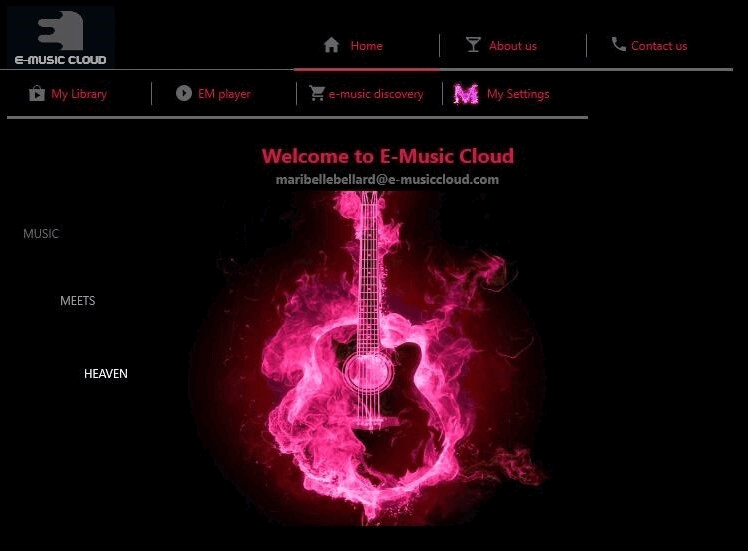 E-MUSIC CLOUD
Home
About us
Contact us
My Library
EM player
e-music discovery
M My Settings
Welcome to E-Music Cloud
maribellebellard@e-musiccloud.com
MUSIC
MEETS
HEAVEN